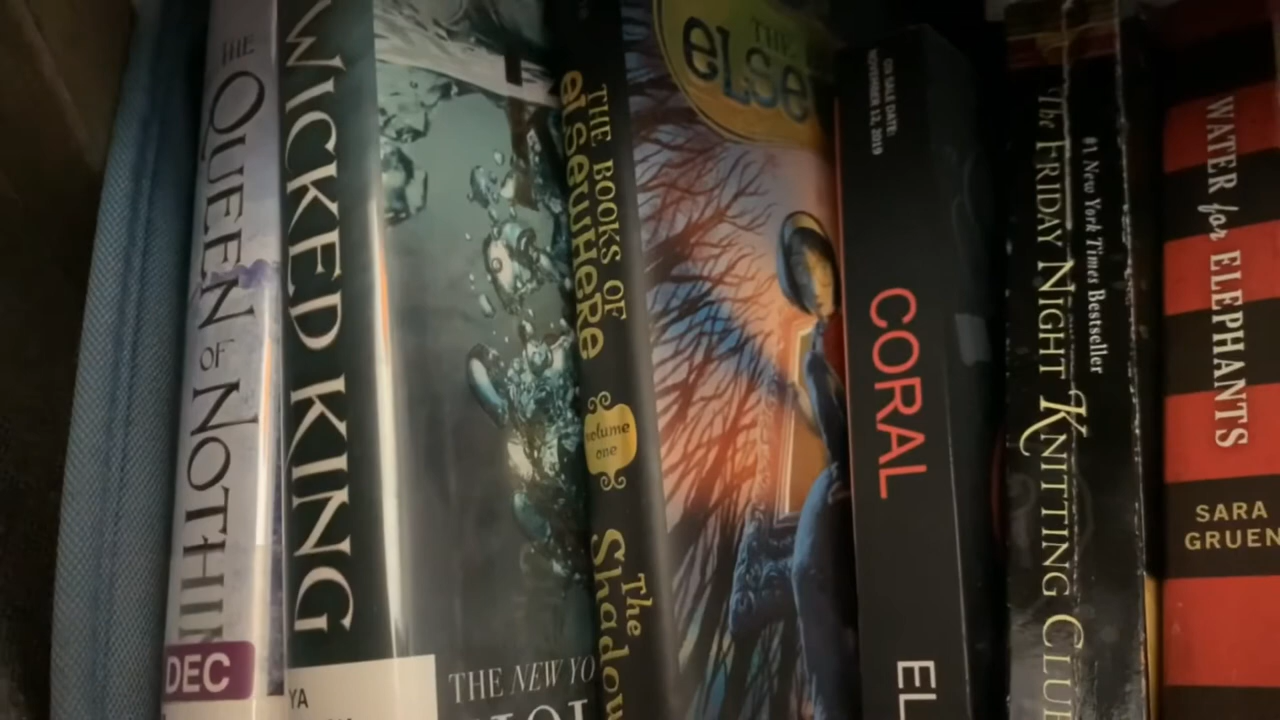 THE QUEEN OF NOTHIN
DEC
WICKED KING
YA
THE NEW YO
THE BOOKS OF
elsewHeRe
volume
one
The
Shadow
THE
eLSe
ON SALE DATE:
NOVEMBER 12, 2019
CORAL
EL
#1 New York Times Bestseller
The FRIDAY NIGHT KNITTING CLUB
WATER for ELEPHANTS
SARA
GRUEN